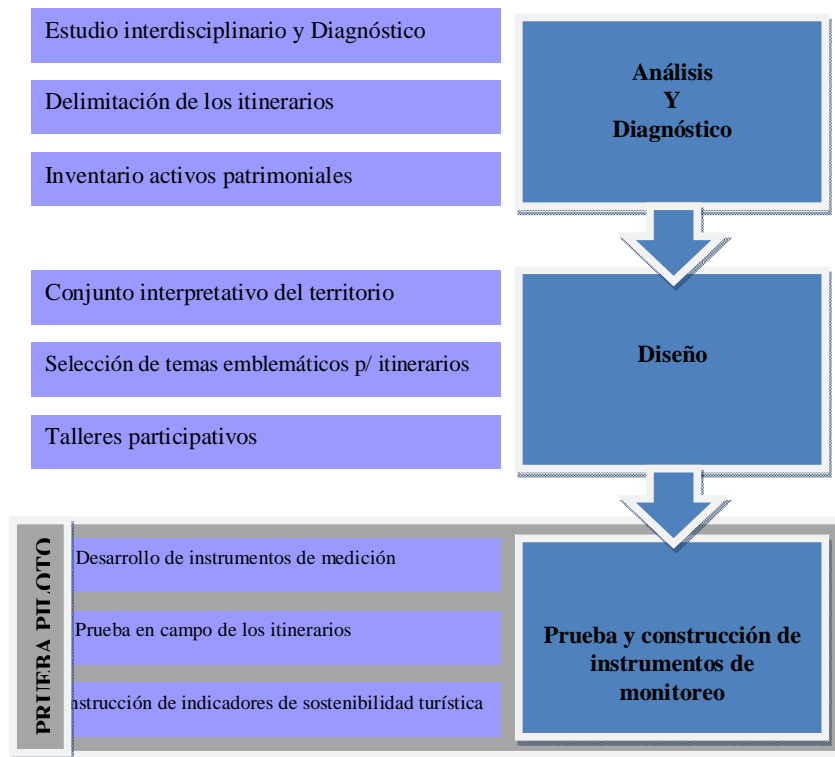 Estudio interdisciplinario y Diagnóstico
Delimitación de los itinerarios
Inventario activos patrimoniales
Análisis
Y
Diagnóstico
Conjunto interpretativo del territorio
Selección de temas emblemáticos p/ itinerarios
Talleres participativos
Diseño
PRUEBA PILOTO
Desarrollo de instrumentos de medición
Prueba en campo de los itinerarios
nstrucción de indicadores de sostenibilidad turística
Prueba y construcción de
instrumentos de
monitoreo